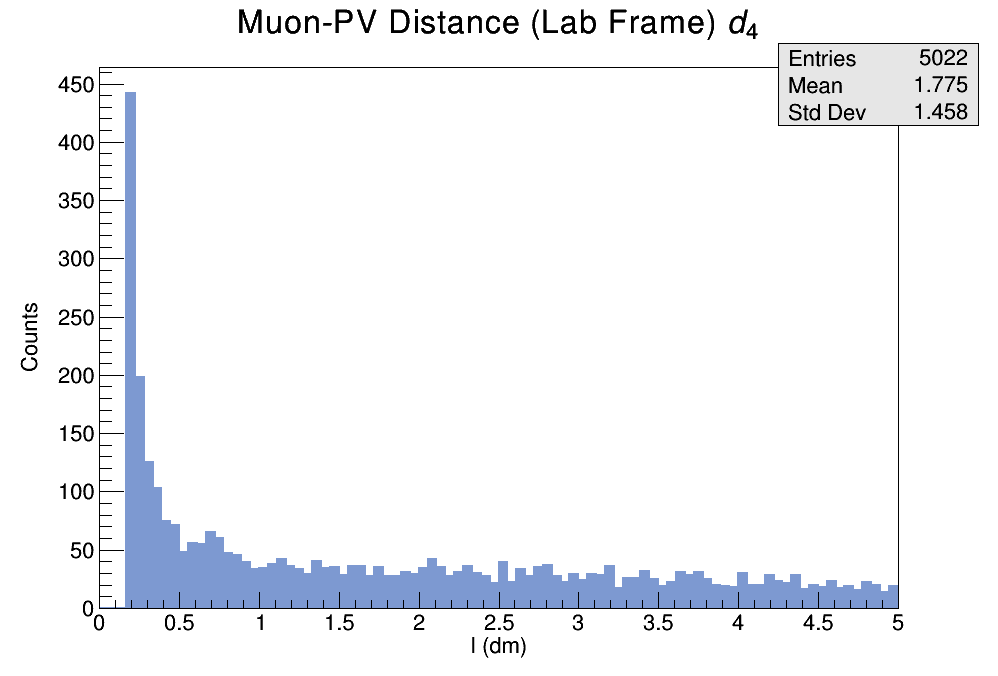 Muon-PV Distance (Lab Frame) d₄
Entries 5022
Mean 1.775
Std Dev 1.458
450
400
350
300
250
200
150
100
50
0
Counts
0 0.5 1 1.5 2 2.5 3 3.5 4 4.5 5
l (dm)